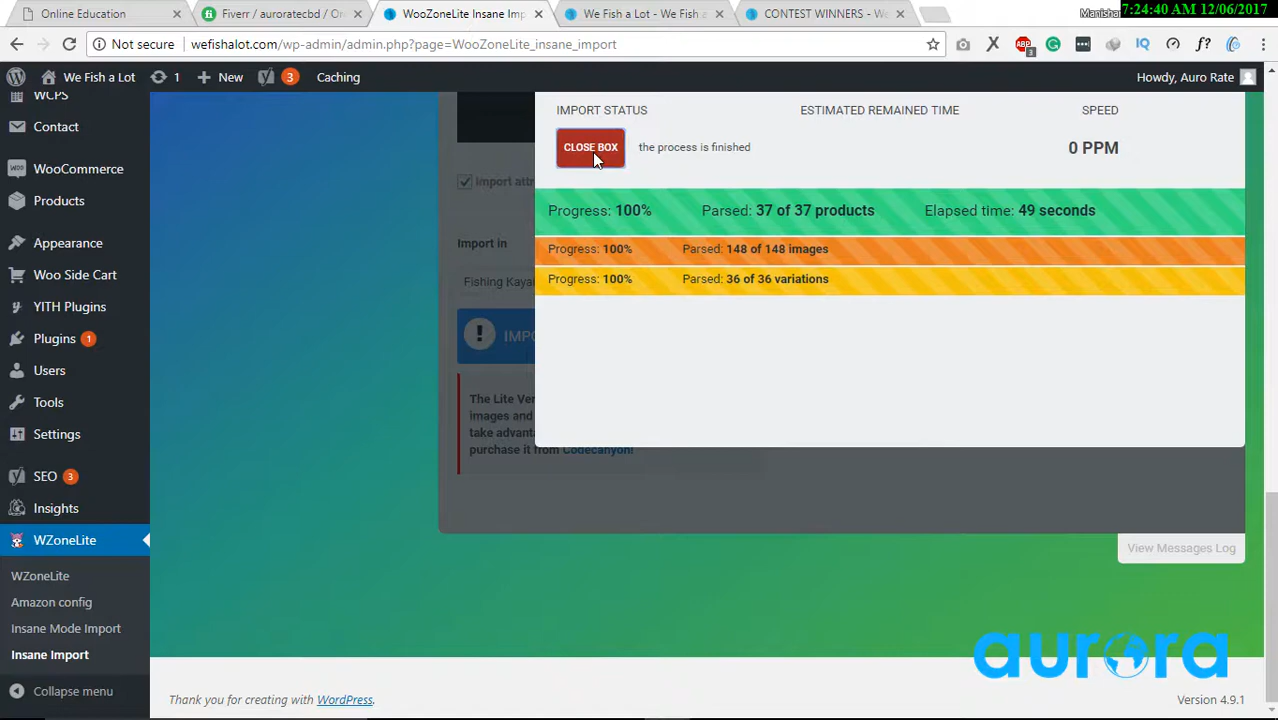 Online Education
Fiverr / auroratecbd / On
WooZoneLite Insane Imp
We Fish a Lot - We Fish a
CONTEST WINNERS - We
Manisha
7:24:40 AM 12/06/2017
Not secure
wefishalot.com/wp-admin/admin.php?page=WooZoneLite_insane_import
ABP
3
IQ
f?
We Fish a Lot
1
New
3
Caching
Howdy, Auro Rate
WCPS
Contact
WooCommerce
Products
Appearance
Woo Side Cart
YITH Plugins
Plugins 1
Users
Tools
Settings
SEO 3
Insights
WZoneLite
WZoneLite
Amazon config
Insane Mode Import
Insane Import
Collapse menu
IMPORT STATUS
ESTIMATED REMAINED TIME
SPEED
CLOSE BOX
the process is finished
0 PPM
Import attr
Progress: 100%
Parsed: 37 of 37 products
Elapsed time: 49 seconds
Import in
Progress: 100%
Parsed: 148 of 148 images
Fishing Kayak
Progress: 100%
Parsed: 36 of 36 variations
! IMPO
The Lite Ver
images and
take advanta
purchase it from Codecanyon!
View Messages Log
aurora
Thank you for creating with WordPress.
Version 4.9.1